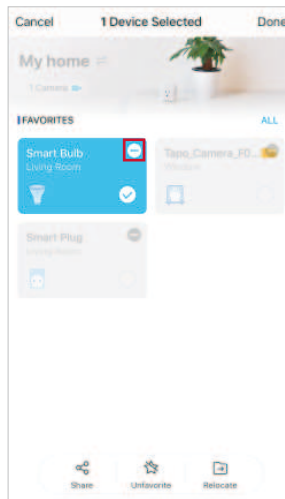 Cancel 1 Device Selected Done
My home
1 Camera
FAVORITES ALL
Smart Bulb Tapo_Camera_F0...
Living Room
Smart Plug
Living Room
Share Unfavorite Relocate